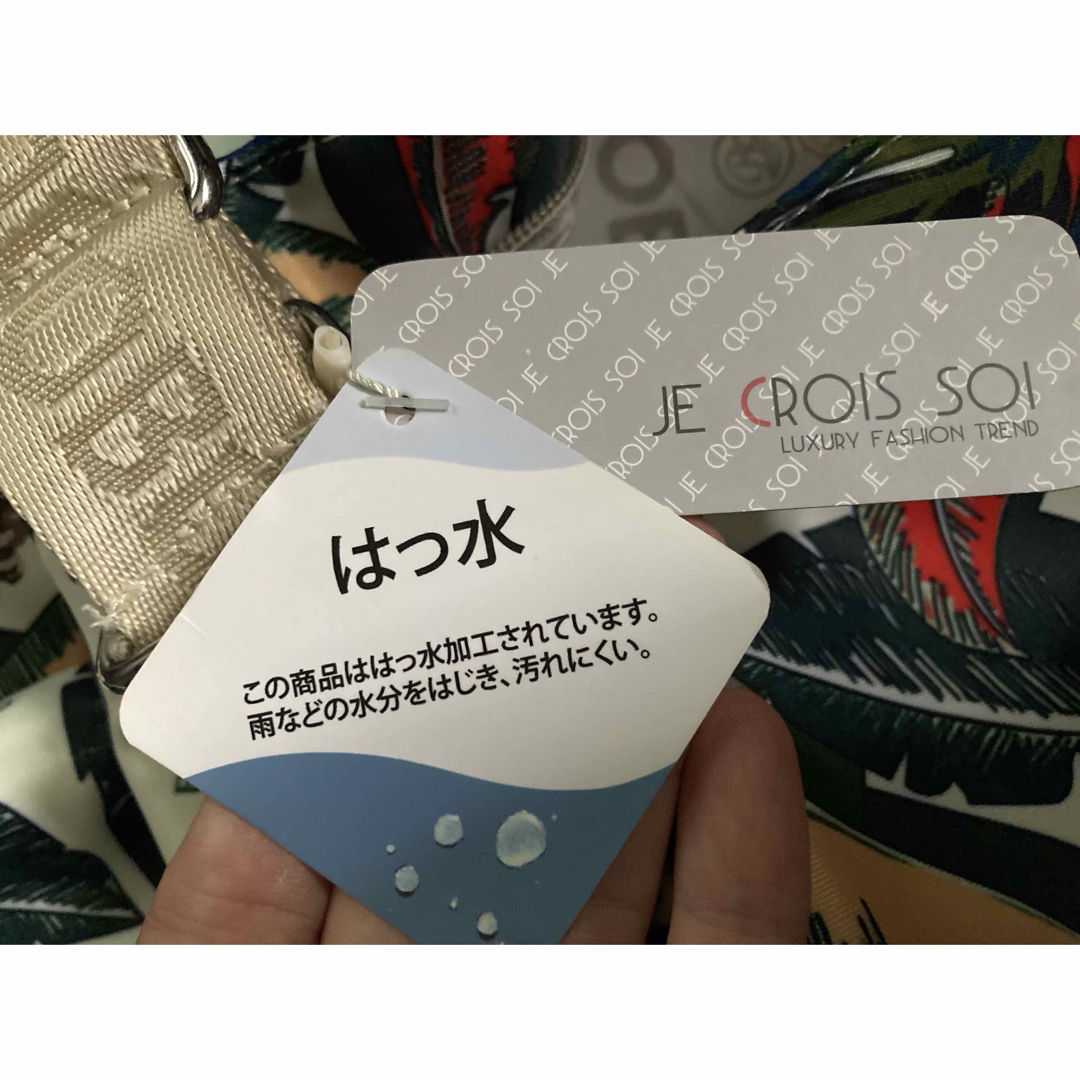 はっ水
この商品ははっ水加工されています。
雨などの水分をはじき、汚れにくい。
JE CROIS SOI
LUXURY FASHION TREND